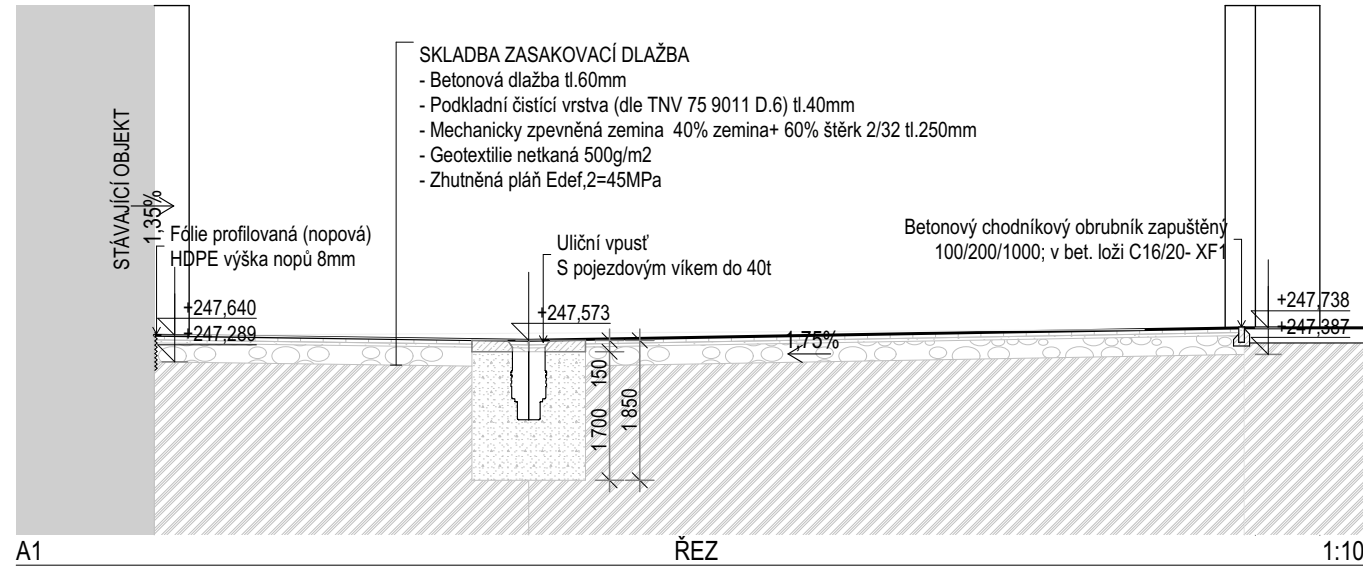 SKLADBA ZASAKOVACÍ DLAŽBA
- Betonová dlažba tl.60mm
- Podkladní čistící vrstva (dle TNV 75 9011 D.6) tl.40mm
- Mechanicky zpevněná zemina 40% zemina+ 60% štěrk 2/32 tl.250mm
- Geotextilie netkaná 500g/m2
- Zhutněná pláň Edef,2=45MPa
STÁVAJÍCÍ OBJEKT
1.35%
Fólie profilovaná (nopová)
HDPE výška nopů 8mm
Uliční vpusť
S pojezdovým víkem do 40t
Betonový chodníkový obrubník zapuštěný
100/200/1000; v bet. loži C16/20- XF1
+247,640
+247,289
+247,573
+247,738
+247,387
1,75%
150
1 700
1 850
A1
ŘEZ
1:10